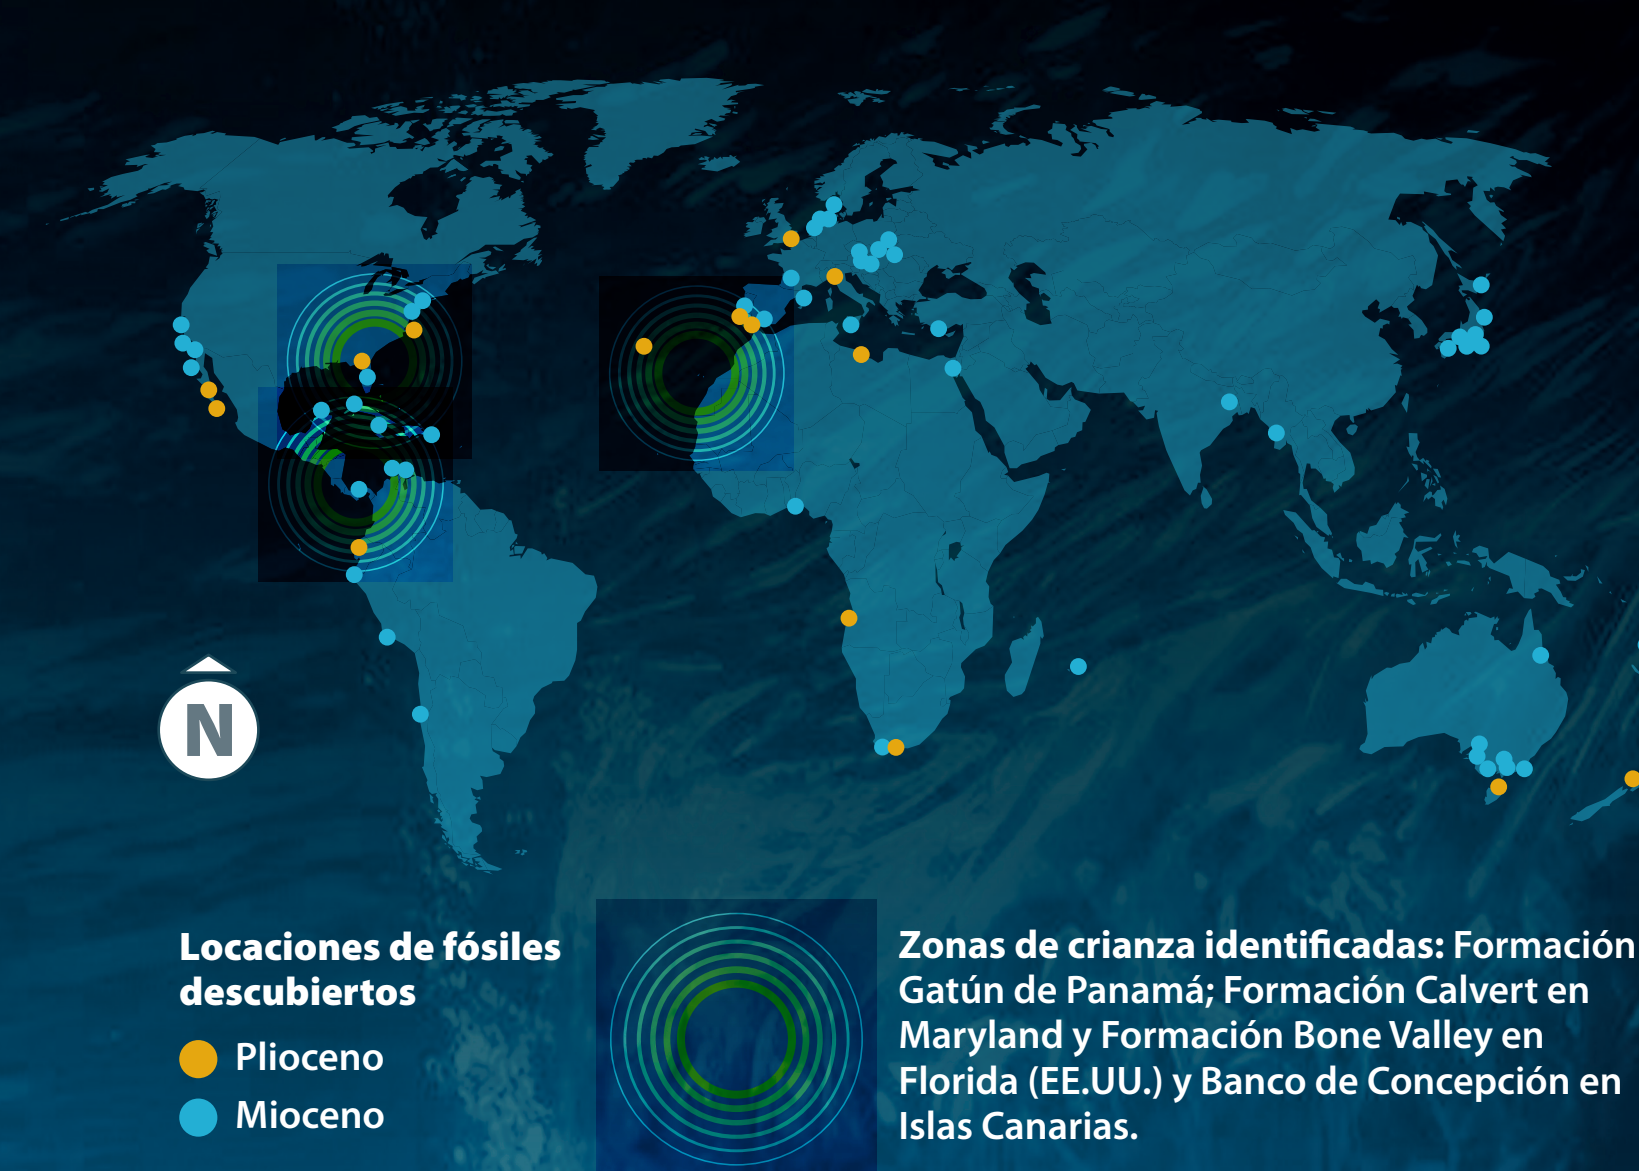 N
Locaciones de fósiles
descubiertos
Plioceno
Mioceno
Zonas de crianza identificadas: Formación
Gatún de Panamá; Formación Calvert en
Maryland y Formación Bone Valley en
Florida (EE.UU.) y Banco de Concepción en
Islas Canarias.